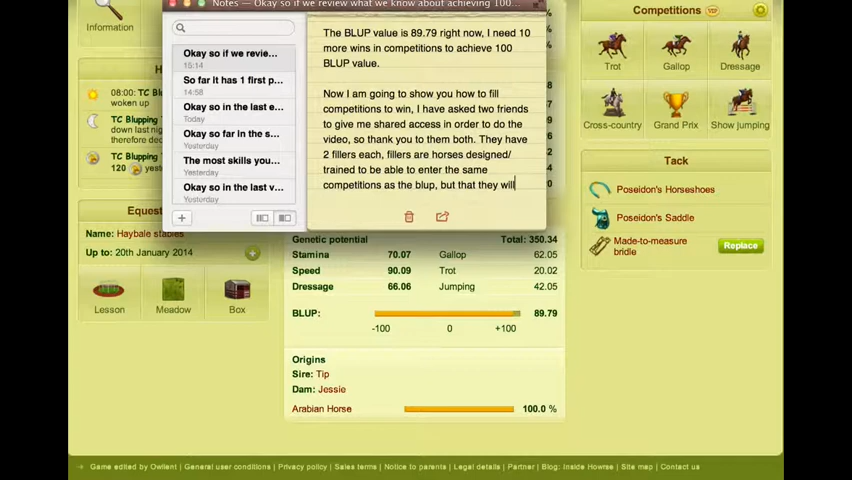 Notes — Okay so if we review what we know about achieving 100...
Information
Okay so if we revie...
15:14
So far it has 1 first p...
14:58
Okay so in the last e...
Today
Okay so far in the s...
Yesterday
The most skills you...
Yesterday
Okay so in the last v...
Yesterday
The BLUP value is 89.79 right now, I need 10
more wins in competitions to achieve 100
BLUP value.
Now I am going to show you how to fill
competitions to win, I have asked two friends
to give me shared access in order to do the
video, so thank you to them both. They have
2 fillers each, fillers are horses designed/
trained to be able to enter the same
competitions as the blup, but that they will
08:00: TC
woken up
TC Blupping
down last nig
therefore dec
TC Blupping
120
Eques
Name: Haybale stables
Up to: 20th January 2014
Lesson
Meadow
Box
Genetic potential
Total: 350.34
Stamina 70.07 Gallop 62.05
Speed 90.09 Trot 20.02
Dressage 66.06 Jumping 42.05
BLUP: 89.79
-100 0 +100
Origins
Sire: Tip
Dam: Jessie
Arabian Horse 100.0 %
Competitions VIP
Trot
Gallop
Dressage
Cross-country
Grand Prix
Show jumping
Tack
Poseidon's Horseshoes
Poseidon's Saddle
Made-to-measure
bridle
Replace
Game edited by Owlient | General user conditions | Privacy policy | Sales terms | Notice to parents | Legal details | Partner | Blog: Inside Howrse | Site map | Contact us